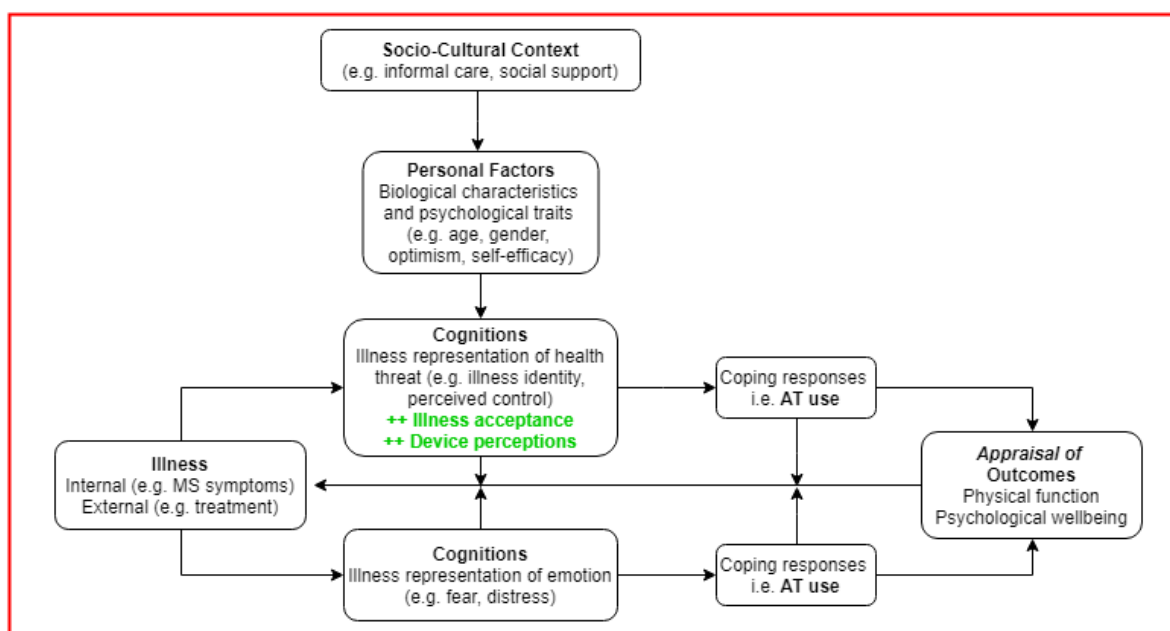 Socio-Cultural Context
(e.g. informal care, social support)
Personal Factors
Biological characteristics
and psychological traits
(e.g. age, gender,
optimism, self-efficacy)
Cognitions
Illness representation of health
threat (e.g. illness identity,
perceived control)
++ Illness acceptance
++ Device perceptions
Coping responses
i.e. AT use
Illness
Internal (e.g. MS symptoms)
External (e.g. treatment)
Appraisal of
Outcomes
Physical function
Psychological wellbeing
Cognitions
Illness representation of emotion
(e.g. fear, distress)
Coping responses
i.e. AT use